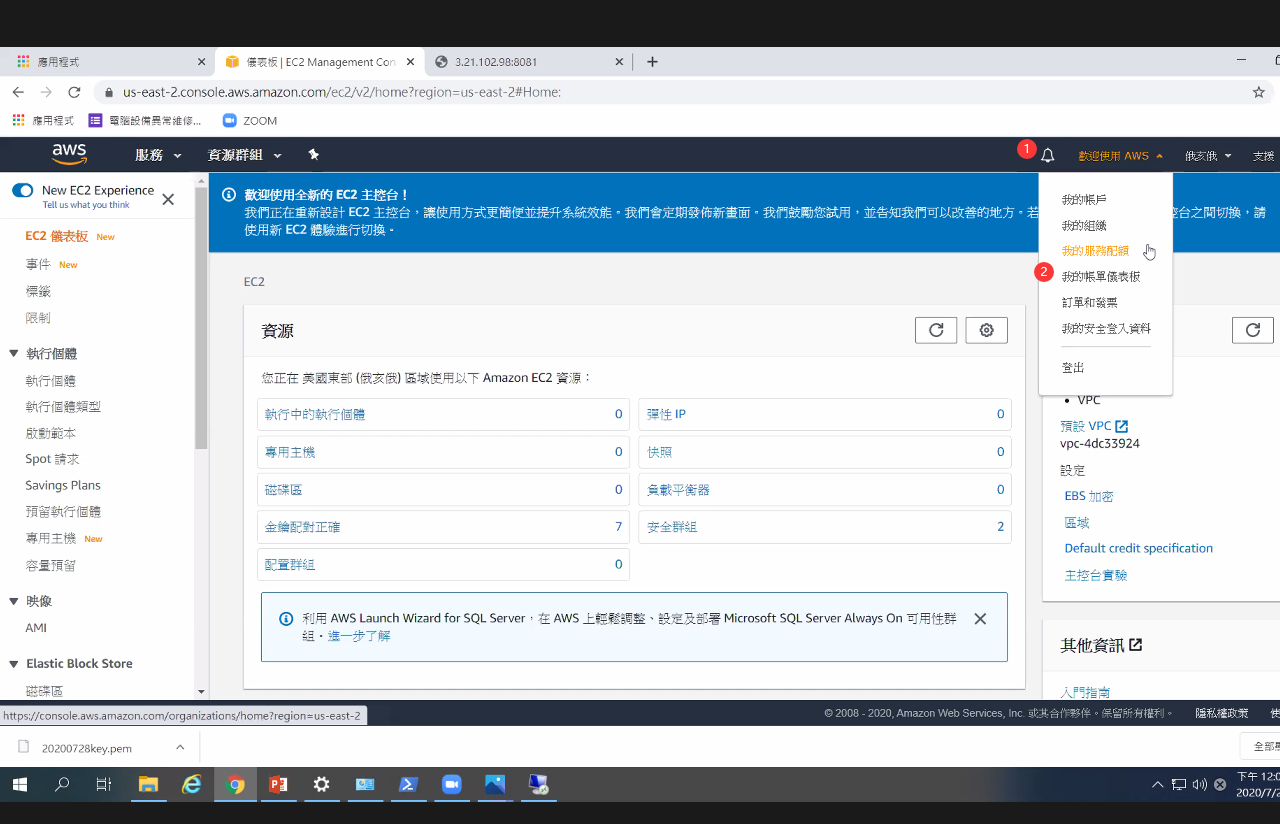 應用程式
儀表板 | EC2 Management Con
3.21.102.98:8081
us-east-2.console.aws.amazon.com/ec2/v2/home?region=us-east-2#Home:
應用程式
電腦設備異常維修...
ZOOM
aws
服務
資源群組
1
歡迎使用 AWS
俄亥俄
支援
New EC2 Experience
Tell us what you think
EC2 儀表板 New
事件 New
標籤
限制
執行個體
執行個體
執行個體類型
啟動範本
Spot 請求
Savings Plans
預留執行個體
專用主機 New
容量預留
映像
AMI
Elastic Block Store
磁碟區
歡迎使用全新的 EC2 主控台！
我們正在重新設計 EC2 主控台，讓使用方式更簡便並提升系統效能。我們會定期發佈新畫面。我們鼓勵您試用，並告知我們可以改善的地方。若
控台之間切換，請
使用新 EC2 體驗進行切換。
我的帳戶
我的組織
我的服務配額
2
我的帳單儀表板
訂單和發票
我的安全登入資料
登出
EC2
資源
您正在 美國東部 (俄亥俄) 區域使用以下 Amazon EC2 資源：
執行中的執行個體 0
彈性 IP 0
專用主機 0
快照 0
磁碟區 0
負載平衡器 0
金鑰配對正確 7
安全群組 2
配置群組 0
利用 AWS Launch Wizard for SQL Server，在 AWS 上輕鬆調整、設定及部署 Microsoft SQL Server Always On 可用性群
組。進一步了解
VPC
預設 VPC
vpc-4dc33924
設定
EBS 加密
區域
Default credit specification
主控台實驗
其他資訊
入門指南
https://console.aws.amazon.com/organizations/home?region=us-east-2
© 2008 - 2020, Amazon Web Services, Inc. 或其合作夥伴。保留所有權利。
隱私權政策
使
20200728key.pem
全部
下午 12:0
2020/7/2